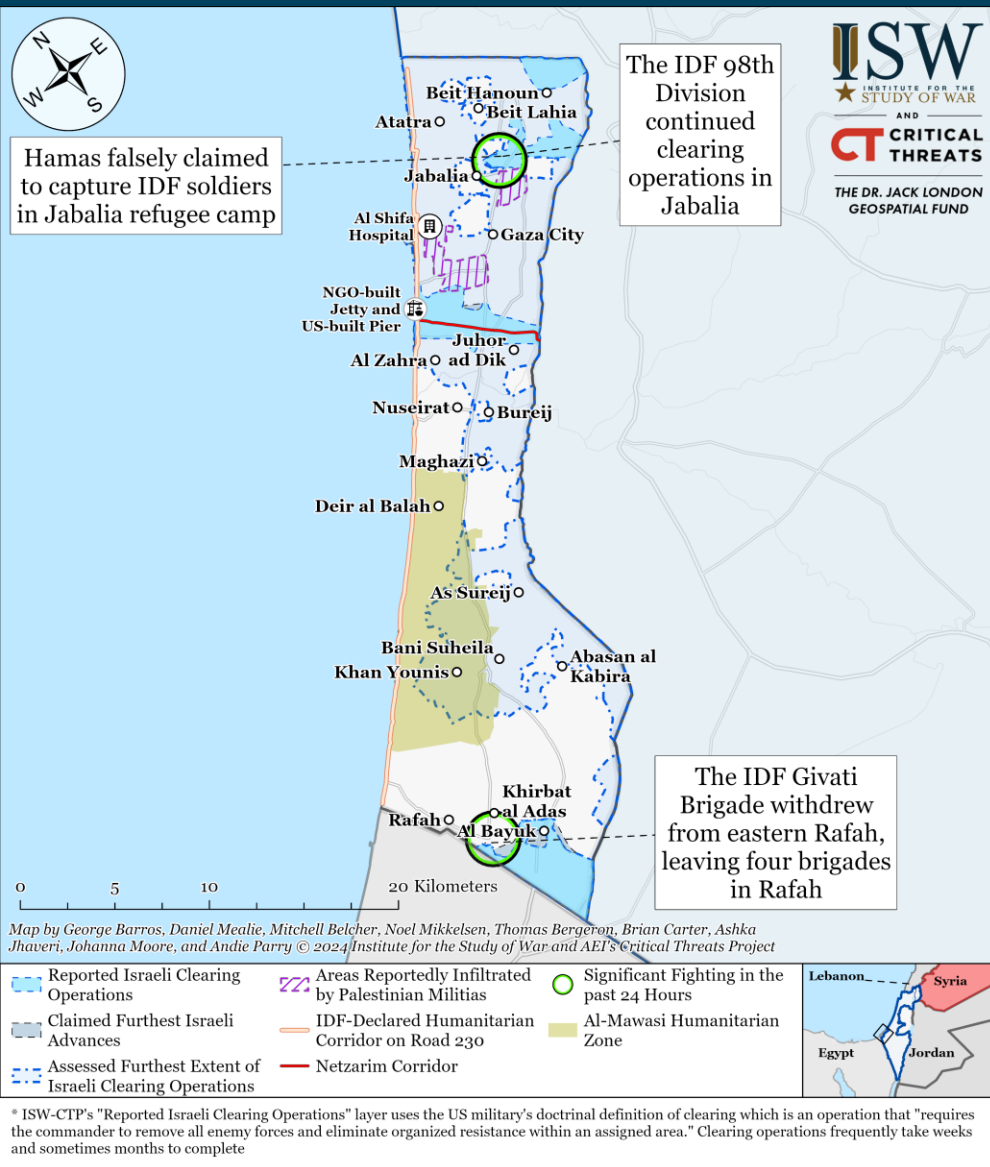 N
E
W
S
ISW
INSTITUTE FOR THE
STUDY OF WAR
AND
CT CRITICAL
THREATS
THE DR. JACK LONDON
GEOSPATIAL FUND
The IDF 98th
Division
continued
clearing
operations in
Jabalia
Hamas falsely claimed
to capture IDF soldiers
in Jabalia refugee camp
Beit Hanoun
Beit Lahia
Atatra
Jabalia
Al Shifa
Hospital
Gaza City
NGO-built
Jetty and
US-built Pier
Juhor
ad Dik
Al Zahra
Nuseirat
Bureij
Maghazi
Deir al Balah
As Sureij
Bani Suheila
Abasan al
Kabira
Khan Younis
Khirbat
al Adas
Rafah
Al Bayuk
The IDF Givati
Brigade withdrew
from eastern Rafah,
leaving four brigades
in Rafah
0 5 10 20 Kilometers
Map by George Barros, Daniel Mealie, Mitchell Belcher, Noel Mikkelsen, Thomas Bergeron, Brian Carter, Ashka
Jhaveri, Johanna Moore, and Andie Parry © 2024 Institute for the Study of War and AEI's Critical Threats Project
Reported Israeli Clearing
Operations
Claimed Furthest Israeli
Advances
Assessed Furthest Extent of
Israeli Clearing Operations
Areas Reportedly Infiltrated
by Palestinian Militias
IDF-Declared Humanitarian
Corridor on Road 230
Netzarim Corridor
Significant Fighting in the
past 24 Hours
Al-Mawasi Humanitarian
Zone
Lebanon
Syria
Egypt
Jordan
* ISW-CTP's "Reported Israeli Clearing Operations" layer uses the US military's doctrinal definition of clearing which is an operation that "requires
the commander to remove all enemy forces and eliminate organized resistance within an assigned area." Clearing operations frequently take weeks
and sometimes months to complete